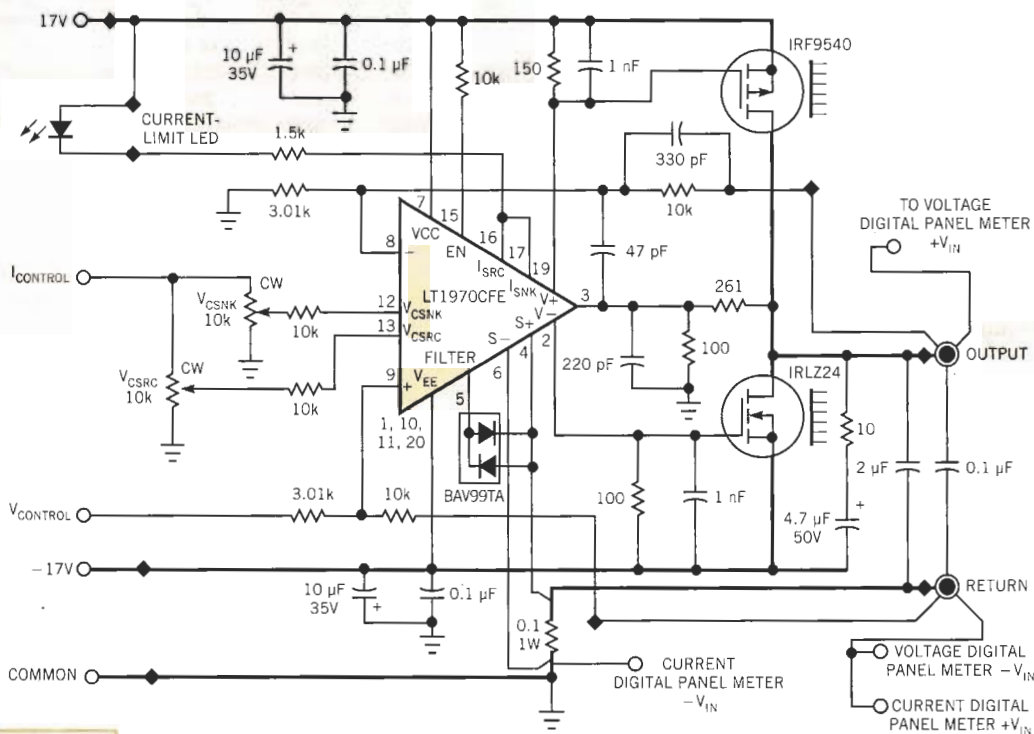 17V
10 µF
35V
+
0.1 µF
10k
150
1 nF
IRF9540
CURRENT-
LIMIT LED
1.5k
330 pF
10k
3.01k
TO VOLTAGE
DIGITAL PANEL METER
+VIN
7
15
16
17
19
8
−
VCC
EN
ISRC
ISNK
47 pF
ICONTROL
CW
VCSNK
10k
10k
12
VCSNK
LT1970CFE
V+
V−
3
261
13
VCSRC
S+
S−
2
4
6
OUTPUT
CW
VCSRC
10k
10k
FILTER
220 pF
100
IRLZ24
9
+
VEE
5
1, 10,
11, 20
BAV99TA
10
2 µF
0.1 µF
3.01k
10k
VCONTROL
100
1 nF
4.7 µF
50V
+
−17V
10 µF
35V
+
0.1 µF
RETURN
0.1
1W
COMMON
CURRENT
DIGITAL PANEL METER
−VIN
VOLTAGE DIGITAL
PANEL METER −VIN
CURRENT DIGITAL
PANEL METER +VIN